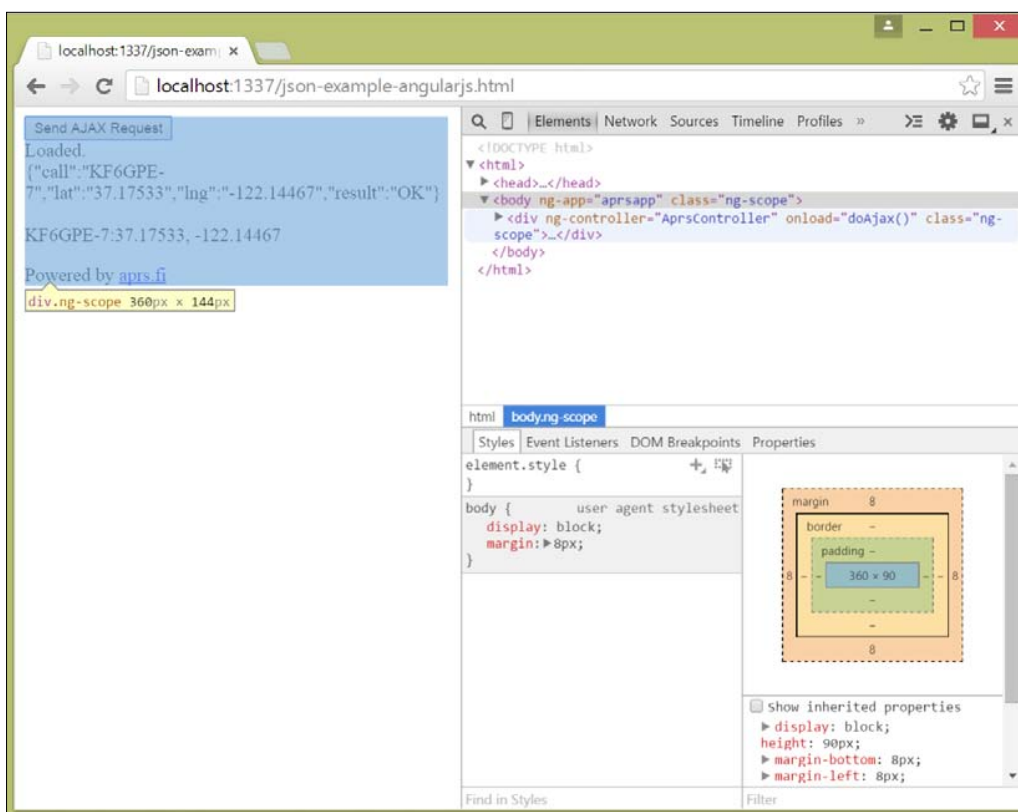 localhost:1337/json-exam
localhost:1337/json-example-angularjs.html
Send AJAX Request
Loaded.
{"call":"KF6GPE-
7","lat":"37.17533","lng":"-122.14467","result":"OK"}
KF6GPE-7:37.17533, -122.14467
Powered by aprs.fi
div.ng-scope 360px × 144px
Elements Network Sources Timeline Profiles »
<!DOCTYPE html>
▼<html>
▶<head>…</head>
▼<body ng-app="aprsapp" class="ng-scope">
▶<div ng-controller="AprsController" onload="doAjax()" class="ng-
scope">…</div>
</body>
</html>
html body.ng-scope
Styles Event Listeners DOM Breakpoints Properties
element.style {
}
body { user agent stylesheet
display: block;
margin:▶8px;
}
Find in Styles
margin 8
border –
padding –
8 – – 360 × 90 – – 8
–
–
8
Show inherited properties
▶display: block;
height: 90px;
▶margin-bottom: 8px;
▶margin-left: 8px;
Filter